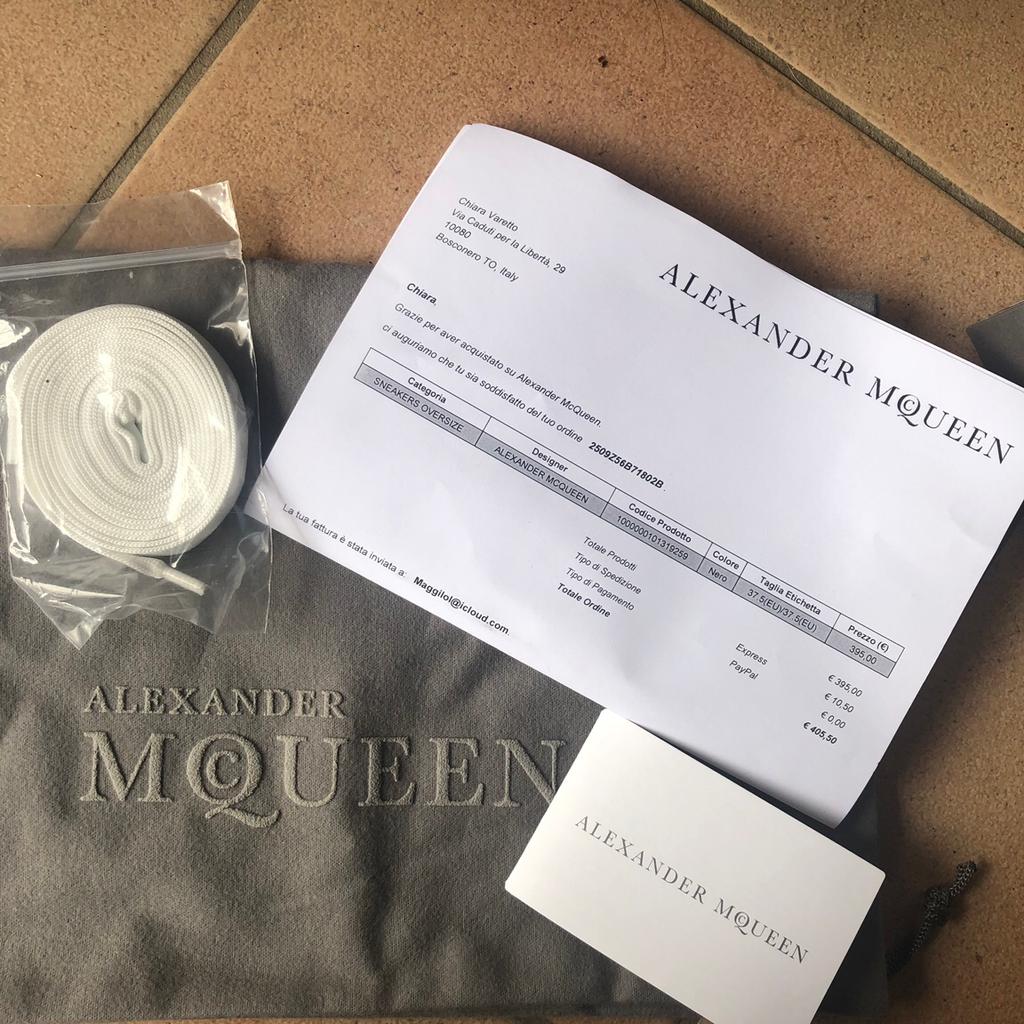 Chiara Varetto
Via Caduti per la Libertà, 29
10080
Bosconero TO, Italy
ALEXANDER MCQUEEN
Chiara,
Grazie per aver acquistato su Alexander McQueen.
ci auguriamo che tu sia soddisfatto del tuo ordine 2509Z56B71802B.
Categoria Designer Codice Prodotto Colore Taglia Etichetta Prezzo (€)
SNEAKERS OVERSIZE ALEXANDER MCQUEEN 1000000101319259 Nero 37.5(EU)/37.5(EU) 395,00
Totale Prodotti € 395,00
Tipo di Spedizione Express € 10,50
Tipo di Pagamento PayPal € 0,00
Totale Ordine € 405,50
La tua fattura è stata inviata a: Maggilol@icloud.com
ALEXANDER
MCQUEEN
ALEXANDER MCQUEEN